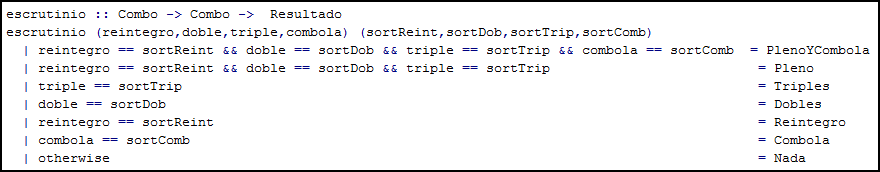 escrutinio :: Combo -> Combo ->  Resultado
escrutinio (reintegro,doble,triple,combola) (sortReint,sortDob,sortTrip,sortComb)
  | reintegro == sortReint && doble == sortDob && triple == sortTrip && combola == sortComb  = PlenoYCombola
  | reintegro == sortReint && doble == sortDob && triple == sortTrip                          = Pleno
  | triple == sortTrip                                                                        = Triples
  | doble == sortDob                                                                          = Dobles
  | reintegro == sortReint                                                                    = Reintegro
  | combola == sortComb                                                                       = Combola
  | otherwise                                                                                 = Nada